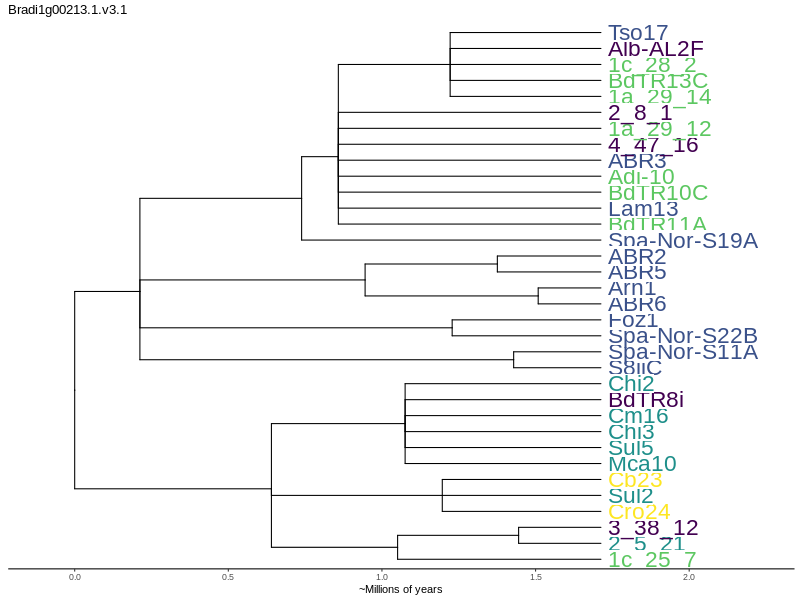 Bradi1g00213.1.v3.1
Tso17
Alb-AL2F
1c_28_2
BdTR13C
1a_29_14
2_8_1
1a_29_12
4_47_16
ABR3
Adi-10
BdTR10C
Lam13
BdTR11A
Spa-Nor-S19A
ABR2
ABR5
Arn1
ABR6
Foz1
Spa-Nor-S22B
Spa-Nor-S11A
S8iiC
Chi2
BdTR8i
Cm16
Chi3
Sul5
Mca10
Cb23
Sul2
Cro24
3_38_12
2_5_21
1c_25_7
0.0 0.5 1.0 1.5 2.0
~Millions of years